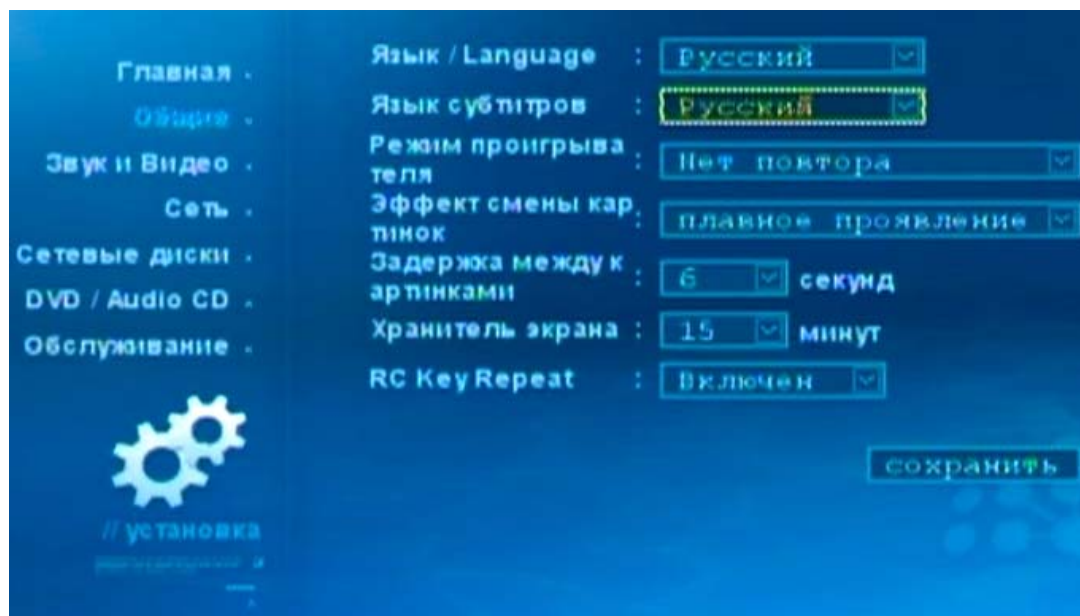 Главная
Общие
Звук и Видео
Сеть
Сетевые диски
DVD / Audio CD
Обслуживание
// установка
Язык / Language : Русский
Язык субтитров : Русский
Режим проигрыва
теля : Нет повтора
Эффект смены кар
тинок : плавное проявление
Задержка между к
артинками : 6 секунд
Хранитель экрана : 15 минут
RC Key Repeat : Включен
сохранить